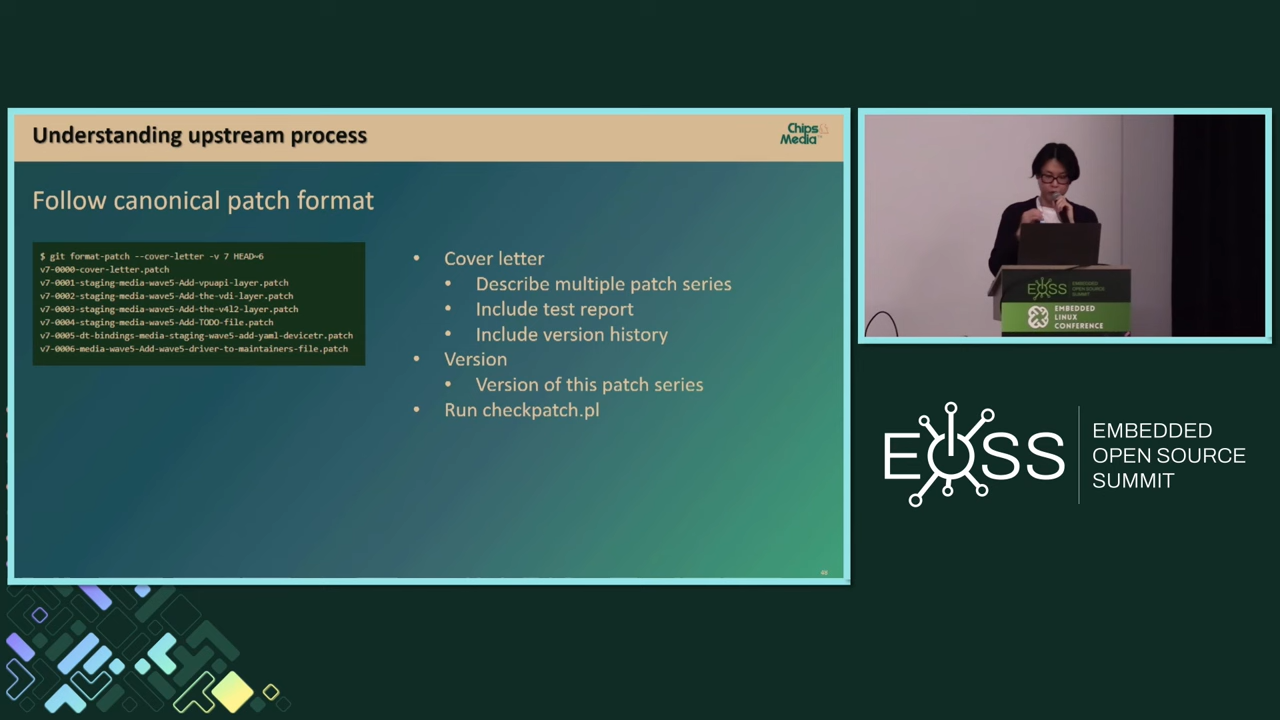 Understanding upstream process
Chips
Media
Follow canonical patch format
$ git format-patch --cover-letter -v 7 HEAD~6
v7-0000-cover-letter.patch
v7-0001-staging-media-wave5-Add-vpuapi-layer.patch
v7-0002-staging-media-wave5-Add-the-vdi-layer.patch
v7-0003-staging-media-wave5-Add-the-v4l2-layer.patch
v7-0004-staging-media-wave5-Add-TODO-file.patch
v7-0005-dt-bindings-media-staging-wave5-add-yaml-devicetr.patch
v7-0006-media-wave5-Add-wave5-driver-to-maintainers-file.patch
• Cover letter
• Describe multiple patch series
• Include test report
• Include version history
• Version
• Version of this patch series
• Run checkpatch.pl
48
EOSS
EMBEDDED
OPEN SOURCE
SUMMIT
EMBEDDED
LINUX
CONFERENCE
EOSS
EMBEDDED
OPEN SOURCE
SUMMIT